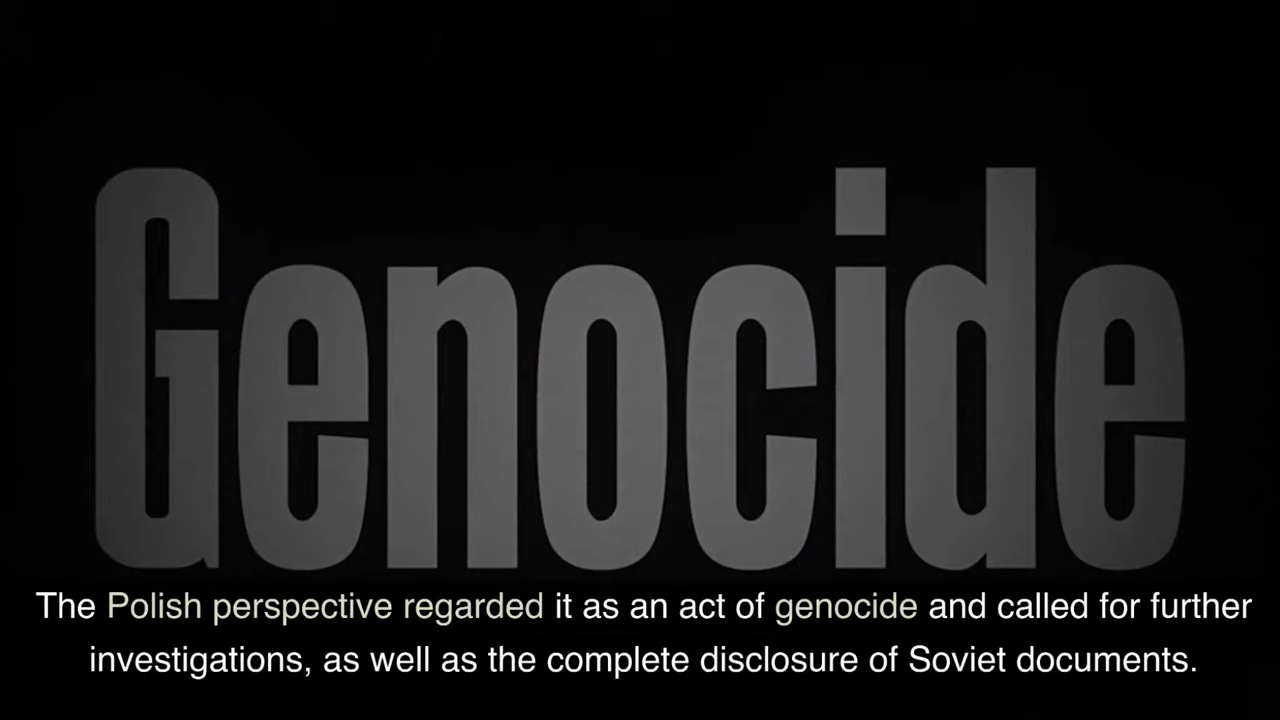 Genocide
The Polish perspective regarded it as an act of genocide and called for further
investigations, as well as the complete disclosure of Soviet documents.